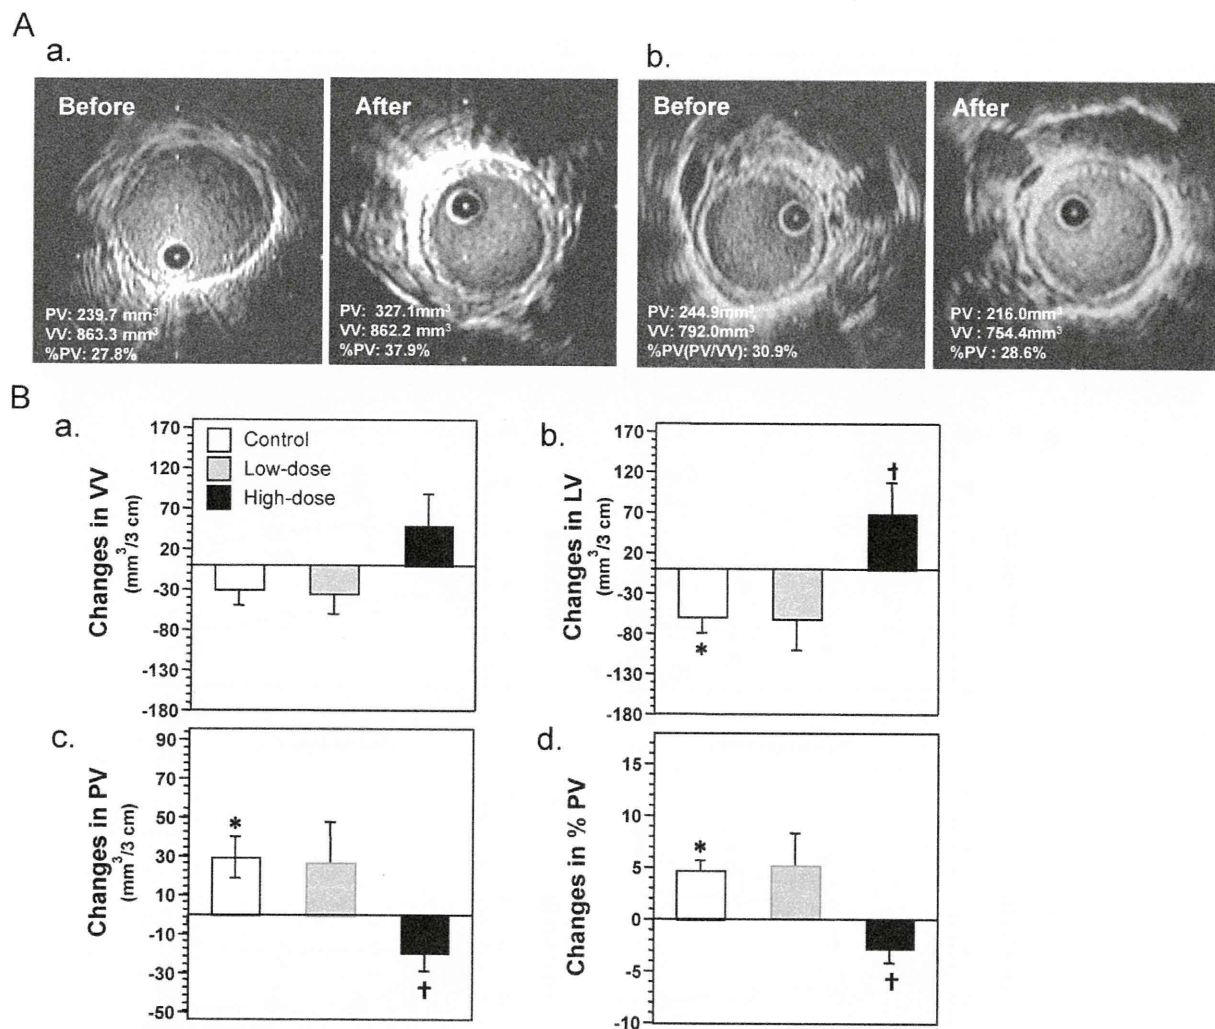 A
a.
b.
Before
After
Before
After
PV: 239.7 mm³
VV: 863.3 mm³
%PV: 27.8%
PV: 327.1mm³
VV: 862.2 mm³
%PV: 37.9%
PV: 244.9mm³
VV: 792.0mm³
%PV(PV/VV): 30.9%
PV : 216.0mm³
VV : 754.4mm³
%PV : 28.6%
B
a.
Changes in VV
(mm³/3 cm)
170
120
70
20
-30
-80
-130
-180
Control
Low-dose
High-dose
b.
Changes in LV
(mm³/3 cm)
170
120
70
20
-30
-80
-130
-180
*
†
c.
Changes in PV
(mm³/3 cm)
90
70
50
30
10
-10
-30
-50
*
†
d.
Changes in % PV
15
10
5
0
-5
-10
*
†